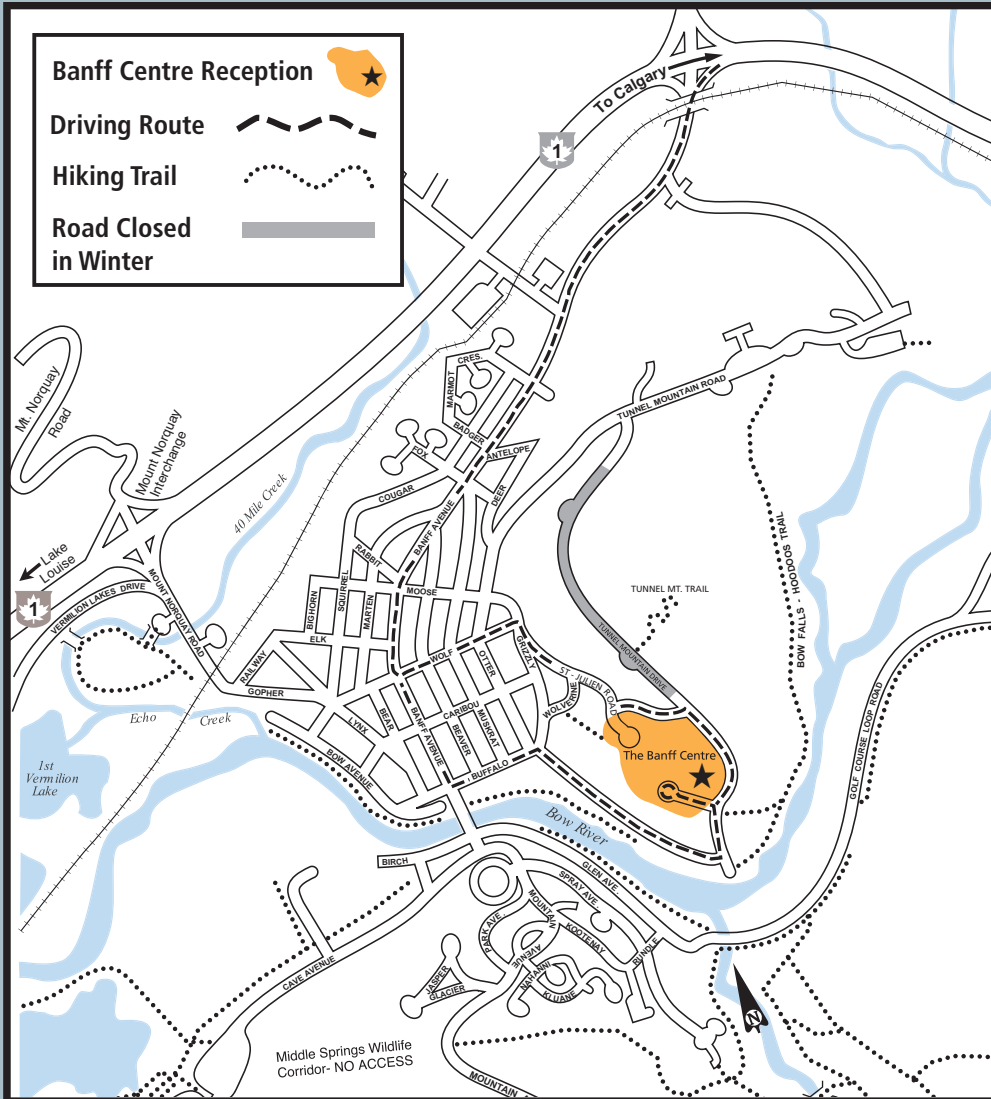 Banff Centre Reception
Driving Route
Hiking Trail
Road Closed
in Winter
To Calgary
1
Mt. Norquay
Road
Mount Norquay
Interchange
40 Mile Creek
Lake
Louise
1
VERMILION LAKES DRIVE
MOUNT NORQUAY ROAD
CRES.
MARMOT
BADGER
FOX
ANTELOPE
COUGAR
DEER
BANFF AVENUE
RABBIT
MOOSE
SQUIRREL
BIGHORN
MARTEN
ELK
RAILWAY
GOPHER
WOLF
OTTER
GRIZZLY
ST - JULIEN ROAD
WOLVERINE
CARIBOU
LYNX
BEAR
BANFF AVENUE
BEAVER
MUSKRAT
BOW AVENUE
BUFFALO
TUNNEL MOUNTAIN ROAD
TUNNEL MT. TRAIL
TUNNEL MOUNTAIN DRIVE
BOW FALLS - HOODOOS TRAIL
GOLF COURSE LOOP ROAD
The Banff Centre
Echo
Creek
1st
Vermilion
Lake
Bow River
BIRCH
GLEN AVE.
SPRAY AVE.
MOUNTAIN
AVENUE
PARK AVE.
KOOTENAY
RUNDLE
NAHANNI
KLUANE
JASPER
GLACIER
CAVE AVENUE
Middle Springs Wildlife
Corridor- NO ACCESS
MOUNTAIN
N